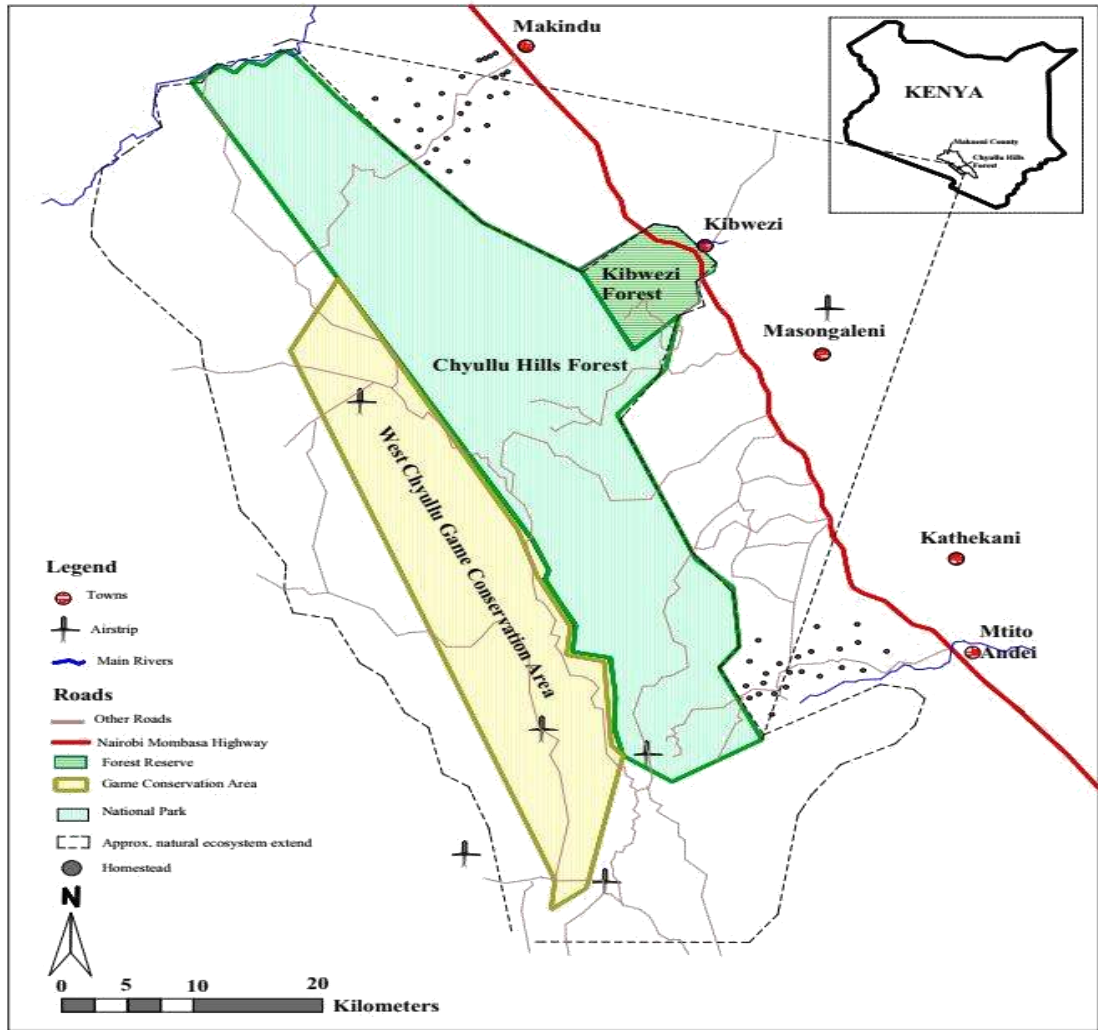 Makindu
KENYA
Makueni County
Chyullu Hills
Forest
Kibwezi
Kibwezi
Forest
Masongaleni
Chyullu Hills Forest
West Chyullu Game Conservation Area
Kathekani
Mtito
Andei
Legend
Towns
Airstrip
Main Rivers
Roads
Other Roads
Nairobi Mombasa Highway
Forest Reserve
Game Conservation Area
National Park
Approx. natural ecosystem extend
Homestead
N
0 5 10 20
Kilometers